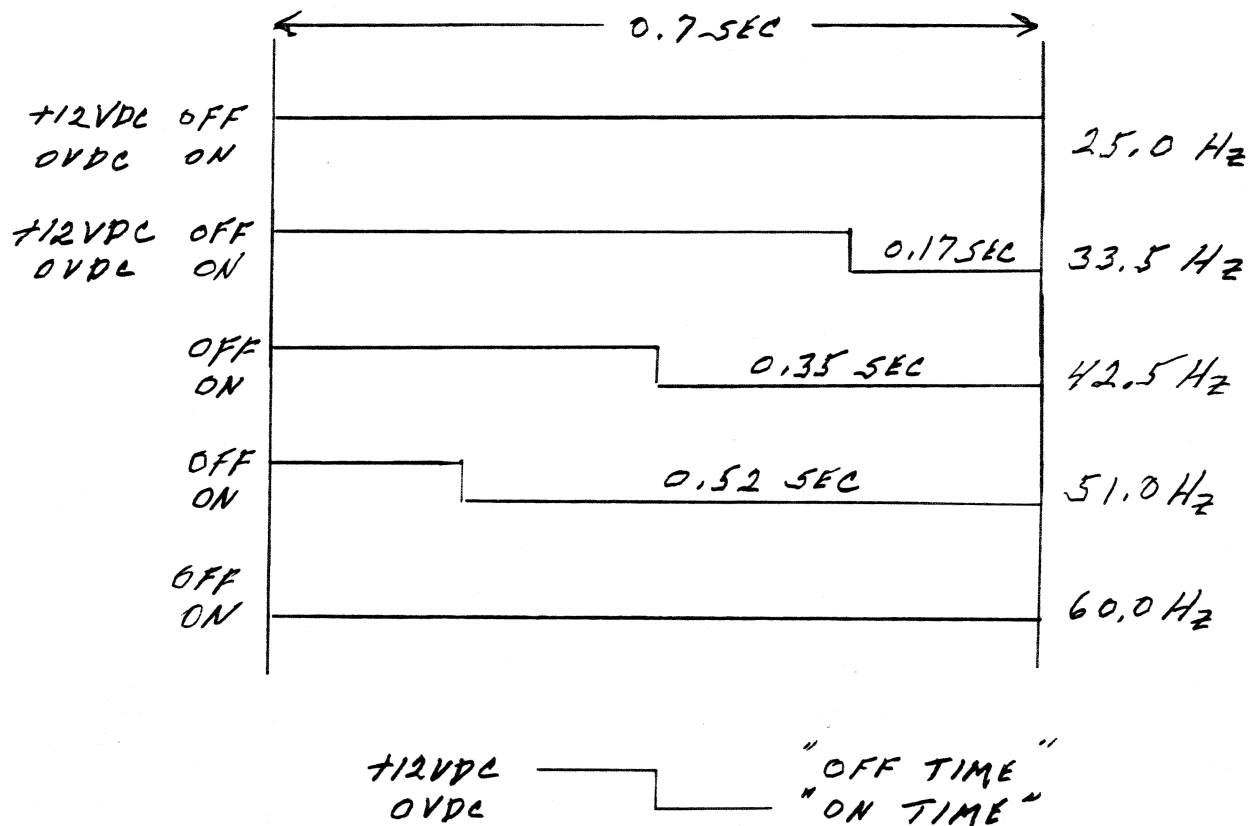 0.7 SEC
+12VDC OFF
0VDC ON
25.0 Hz
+12VDC OFF
0VDC ON
0.17 SEC
33.5 Hz
OFF
ON
0.35 SEC
42.5 Hz
OFF
ON
0.52 SEC
51.0 Hz
OFF
ON
60.0 Hz
+12VDC "OFF TIME"
0VDC "ON TIME"